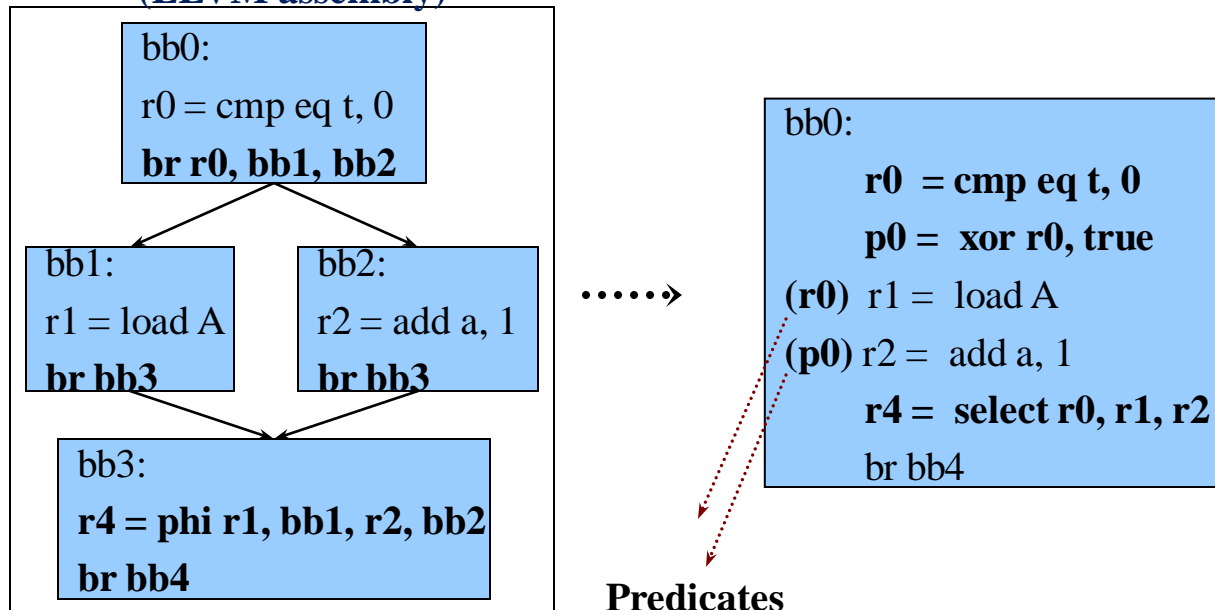 (LLVM assembly)
bb0:
r0 = cmp eq t, 0
br r0, bb1, bb2
bb1:
r1 = load A
br bb3
bb2:
r2 = add a, 1
br bb3
bb3:
r4 = phi r1, bb1, r2, bb2
br bb4
bb0:
r0 = cmp eq t, 0
p0 = xor r0, true
(r0) r1 = load A
(p0) r2 = add a, 1
r4 = select r0, r1, r2
br bb4
Predicates